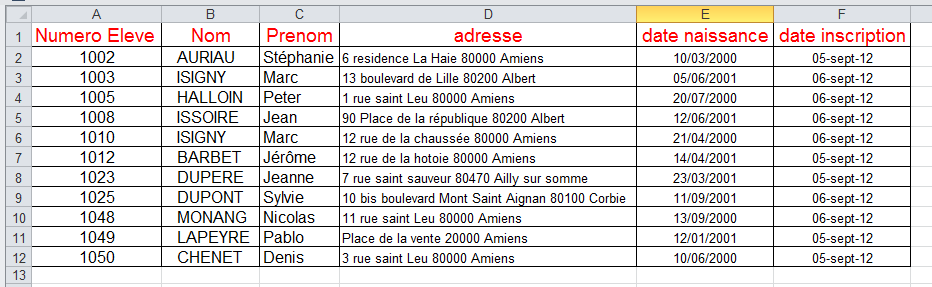 A B C D E F
1 Numero Eleve Nom Prenom adresse date naissance date inscription
2 1002 AURIAU Stéphanie 6 residence La Haie 80000 Amiens 10/03/2000 05-sept-12
3 1003 ISIGNY Marc 13 boulevard de Lille 80200 Albert 05/06/2001 06-sept-12
4 1005 HALLOIN Peter 1 rue saint Leu 80000 Amiens 20/07/2000 06-sept-12
5 1008 ISSOIRE Jean 90 Place de la république 80200 Albert 12/06/2001 06-sept-12
6 1010 ISIGNY Marc 12 rue de la chaussée 80000 Amiens 21/04/2000 06-sept-12
7 1012 BARBET Jérôme 12 rue de la hotoie 80000 Amiens 14/04/2001 05-sept-12
8 1023 DUPERE Jeanne 7 rue saint sauveur 80470 Ailly sur somme 23/03/2001 05-sept-12
9 1025 DUPONT Sylvie 10 bis boulevard Mont Saint Aignan 80100 Corbie 11/09/2001 06-sept-12
10 1048 MONANG Nicolas 11 rue saint Leu 80000 Amiens 13/09/2000 06-sept-12
11 1049 LAPEYRE Pablo Place de la vente 20000 Amiens 12/01/2001 05-sept-12
12 1050 CHENET Denis 3 rue saint Leu 80000 Amiens 10/06/2000 05-sept-12
13